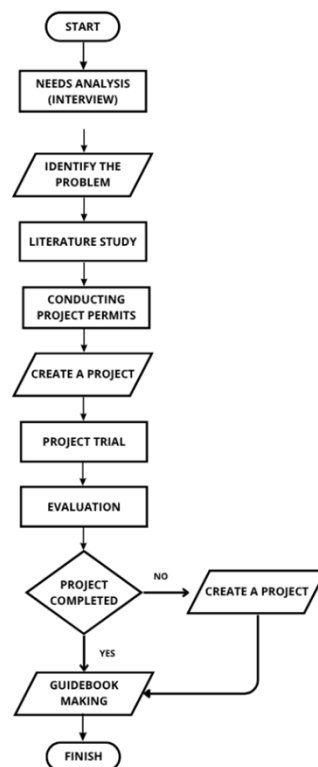 START
NEEDS ANALYSIS
(INTERVIEW)
IDENTIFY THE
PROBLEM
LITERATURE STUDY
CONDUCTING
PROJECT PERMITS
CREATE A PROJECT
PROJECT TRIAL
EVALUATION
PROJECT
COMPLETED
NO
CREATE A PROJECT
YES
GUIDEBOOK
MAKING
FINISH